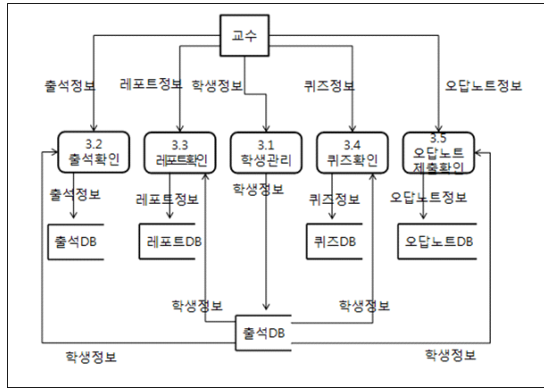 교수
출석정보
레포트정보
학생정보
퀴즈정보
오답노트정보
3.2
출석확인
3.3
레포트확인
3.1
학생관리
3.4
퀴즈확인
3.5
오답노트
제출확인
출석정보
레포트정보
학생정보
퀴즈정보
오답노트정보
출석DB
레포트DB
퀴즈DB
오답노트DB
학생정보
학생정보
출석DB
학생정보
학생정보